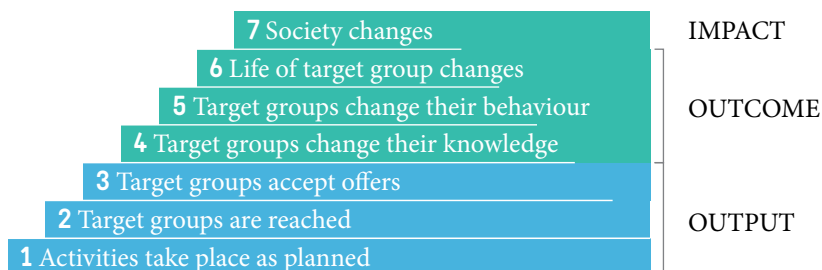 7 Society changes
IMPACT
6 Life of target group changes
5 Target groups change their behaviour
OUTCOME
4 Target groups change their knowledge
3 Target groups accept offers
2 Target groups are reached
OUTPUT
1 Activities take place as planned